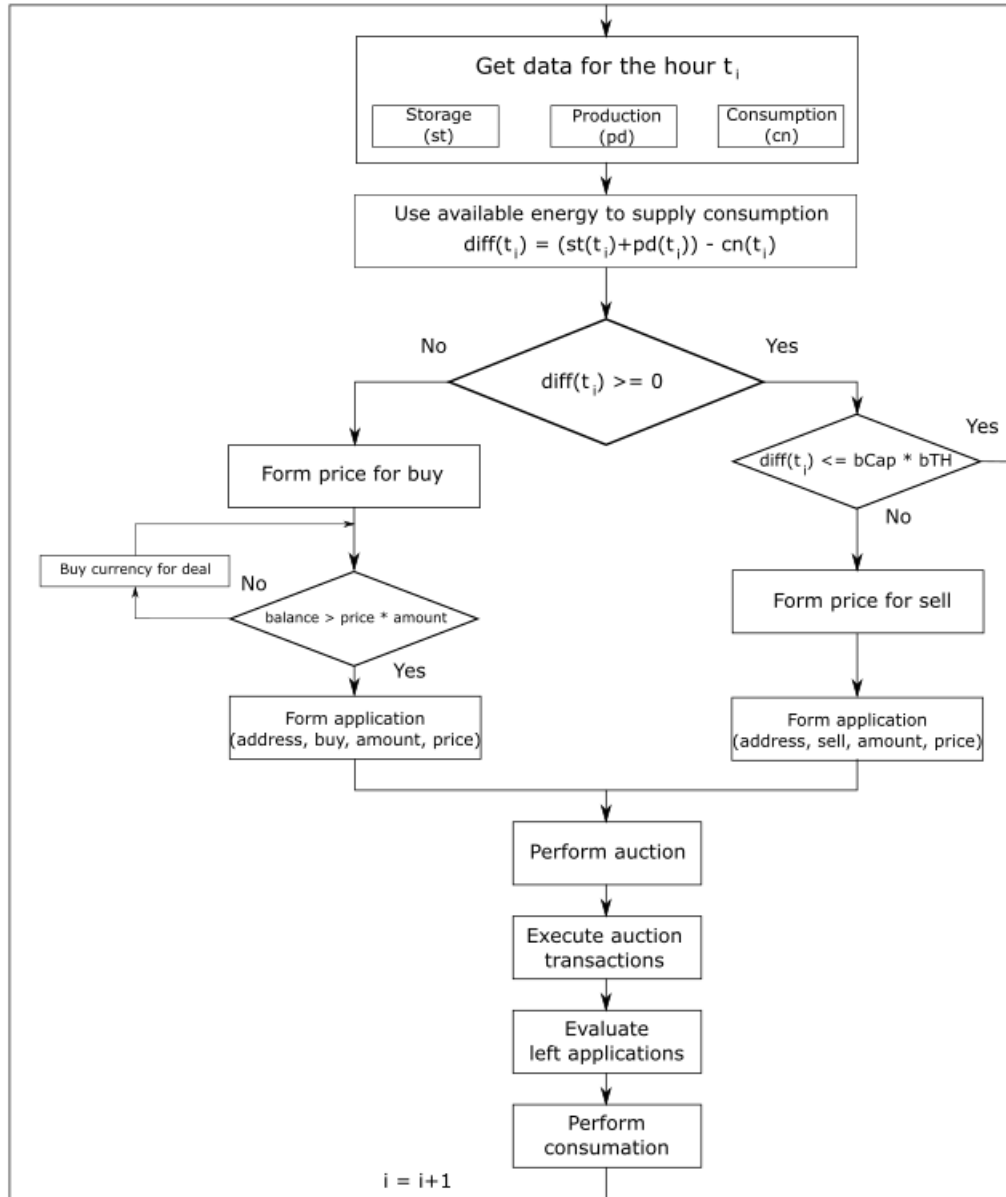 Get data for the hour t i
Storage
(st)
Production
(pd)
Consumption
(cn)
Use available energy to supply consumption
diff(t i) = (st(t i)+pd(t i)) - cn(t i)
No
Yes
diff(t i) >= 0
Yes
diff(t i) <= bCap * bTH
Form price for buy
No
Buy currency for deal
No
balance > price * amount
Form price for sell
Yes
Form application
(address, buy, amount, price)
Form application
(address, sell, amount, price)
Perform auction
Execute auction
transactions
Evaluate
left applications
Perform
consumation
i = i+1